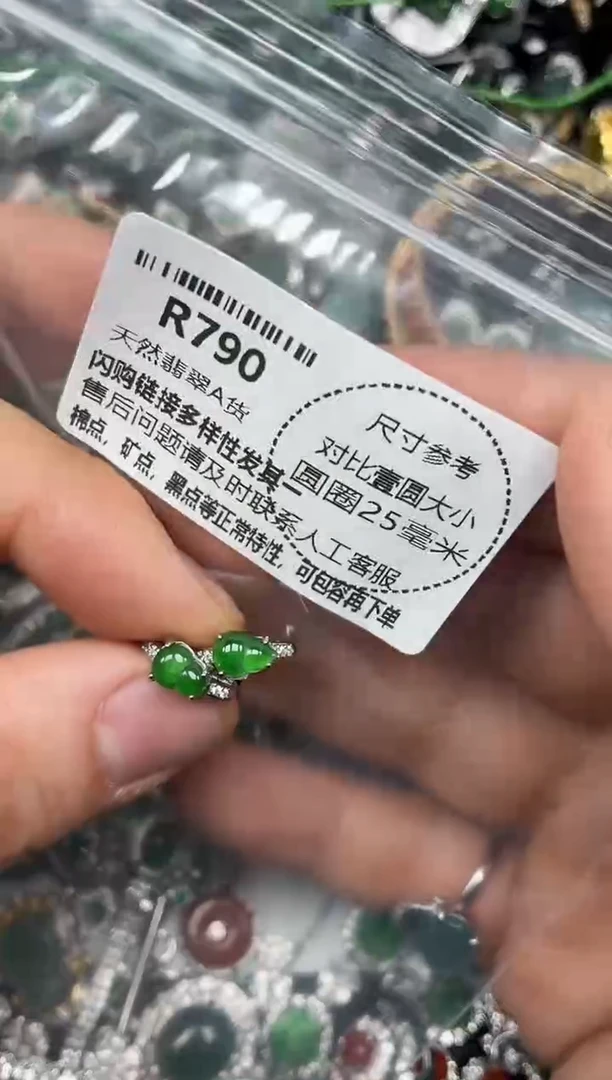 R790
天然翡翠A货
闪购链接多样性发其一
售后问题请及时联系人工客服
棉点，矿点，黑点等正常特性，可包容再下单
尺寸参考
对比壹圆大小
圆圈25毫米